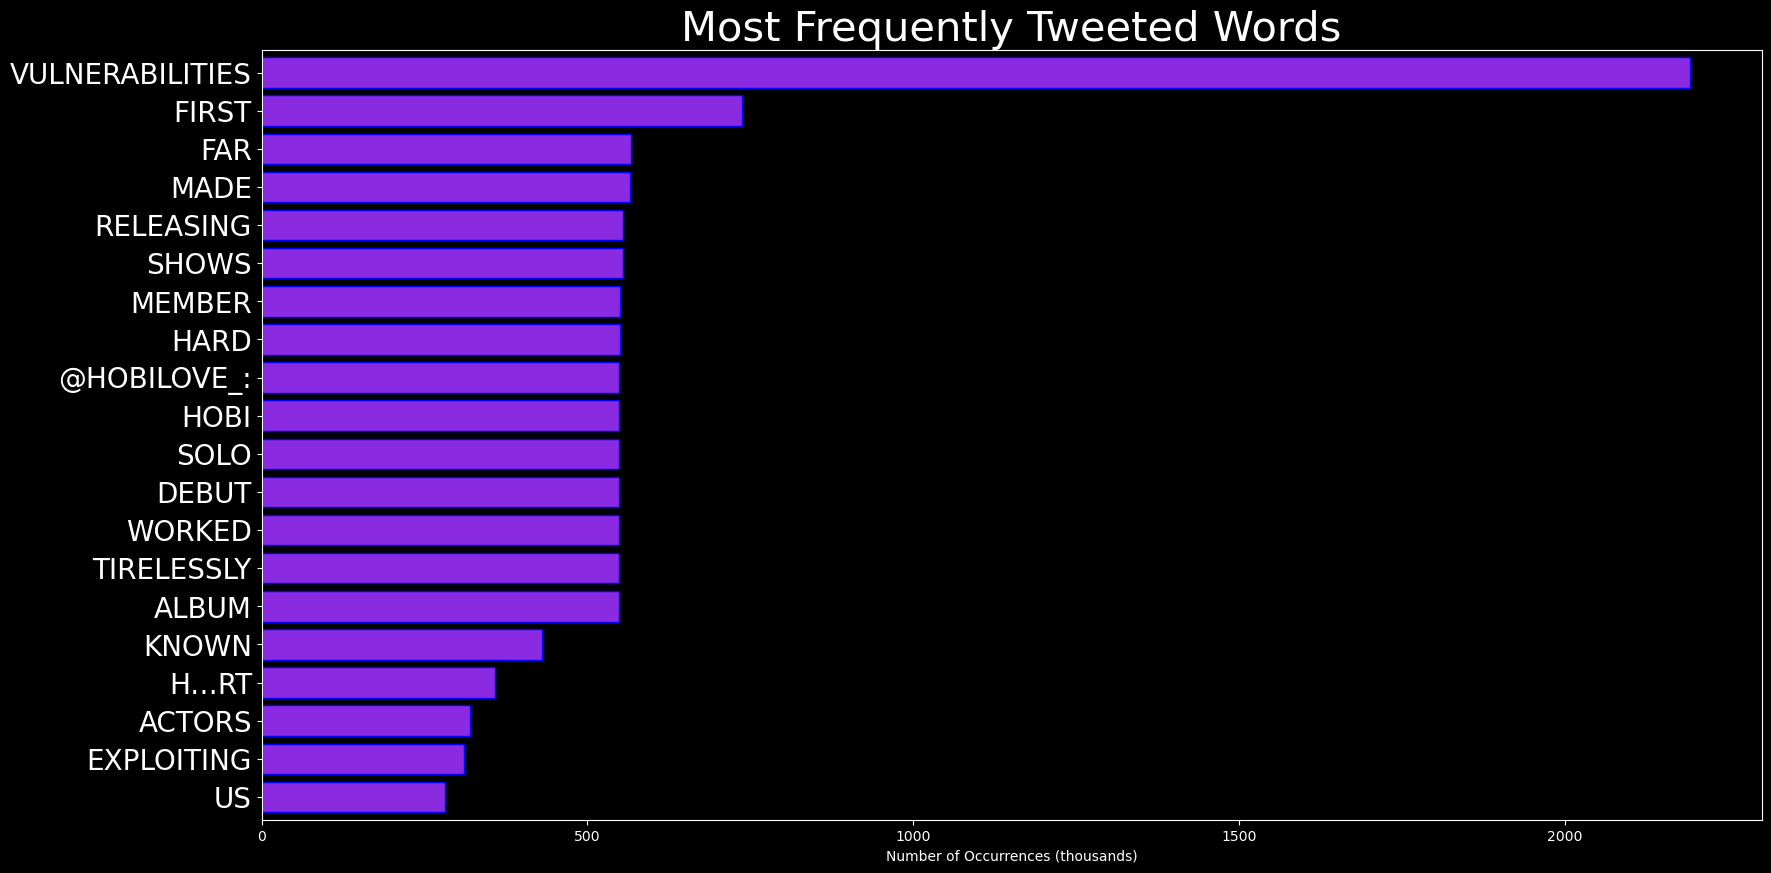 Most Frequently Tweeted Words
VULNERABILITIES
FIRST
FAR
MADE
RELEASING
SHOWS
MEMBER
HARD
@HOBILOVE_:
HOBI
SOLO
DEBUT
WORKED
TIRELESSLY
ALBUM
KNOWN
H…RT
ACTORS
EXPLOITING
US
0 500 1000 1500 2000
Number of Occurrences (thousands)